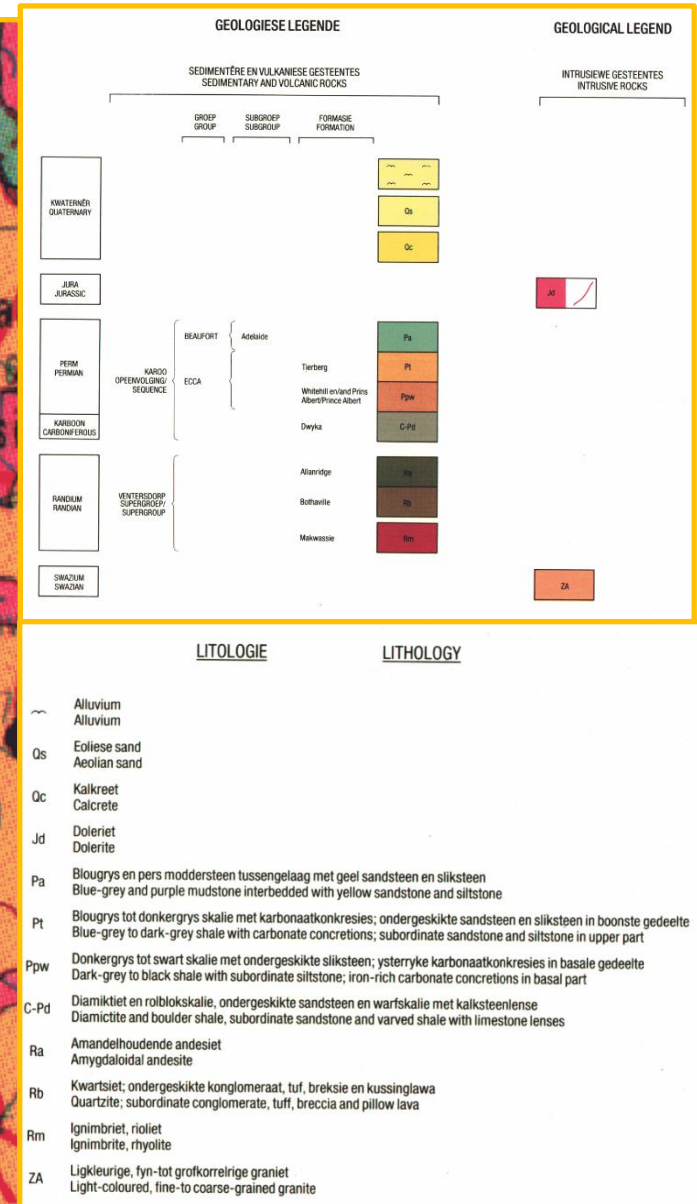 GEOLOGIESE LEGENDE
GEOLOGICAL LEGEND
SEDIMENTÊRE EN VULKANIESE GESTEENTES
SEDIMENTARY AND VOLCANIC ROCKS
INTRUSIEWE GESTEENTES
INTRUSIVE ROCKS
GROEP
GROUP
SUBGROEP
SUBGROUP
FORMASIE
FORMATION
KWATERNÊR
QUATERNARY
Qs
Qc
JURA
JURASSIC
Jd
PERM
PERMIAN
KARBOON
CARBONIFEROUS
KAROO
OPEENVOLGING/
SEQUENCE
BEAUFORT
Adelaide
Pa
ECCA
Tierberg
Pt
Whitehill en/and Prins
Albert/Prince Albert
Ppw
Dwyka
C-Pd
RANDIUM
RANDIAN
VENTERSDORP
SUPERGROEP/
SUPERGROUP
Allanridge
Ra
Bothaville
Rb
Makwassie
Rm
SWAZIUM
SWAZIAN
ZA
LITOLOGIE
LITHOLOGY
Alluvium
Alluvium
Qs
Eoliese sand
Aeolian sand
Qc
Kalkreet
Calcrete
Jd
Doleriet
Dolerite
Pa
Blougrys en pers moddersteen tussengelaag met geel sandsteen en sliksteen
Blue-grey and purple mudstone interbedded with yellow sandstone and siltstone
Pt
Blougrys tot donkergrys skalie met karbonaatkonkresies; ondergeskikte sandsteen en sliksteen in boonste gedeelte
Blue-grey to dark-grey shale with carbonate concretions; subordinate sandstone and siltstone in upper part
Ppw
Donkergrys tot swart skalie met ondergeskikte sliksteen; ysterryke karbonaatkonkresies in basale gedeelte
Dark-grey to black shale with subordinate siltstone; iron-rich carbonate concretions in basal part
C-Pd
Diamiktiet en rolblokskalie, ondergeskikte sandsteen en warfskalie met kalksteenlense
Diamictite and boulder shale, subordinate sandstone and varved shale with limestone lenses
Ra
Amandelhoudende andesiet
Amygdaloidal andesite
Rb
Kwartsiet; ondergeskikte konglomeraat, tuf, breksie en kussinglawa
Quartzite; subordinate conglomerate, tuff, breccia and pillow lava
Rm
Ignimbriet, rioliet
Ignimbrite, rhyolite
ZA
Ligkleurige, fyn-tot grofkorrelrige graniet
Light-coloured, fine-to coarse-grained granite